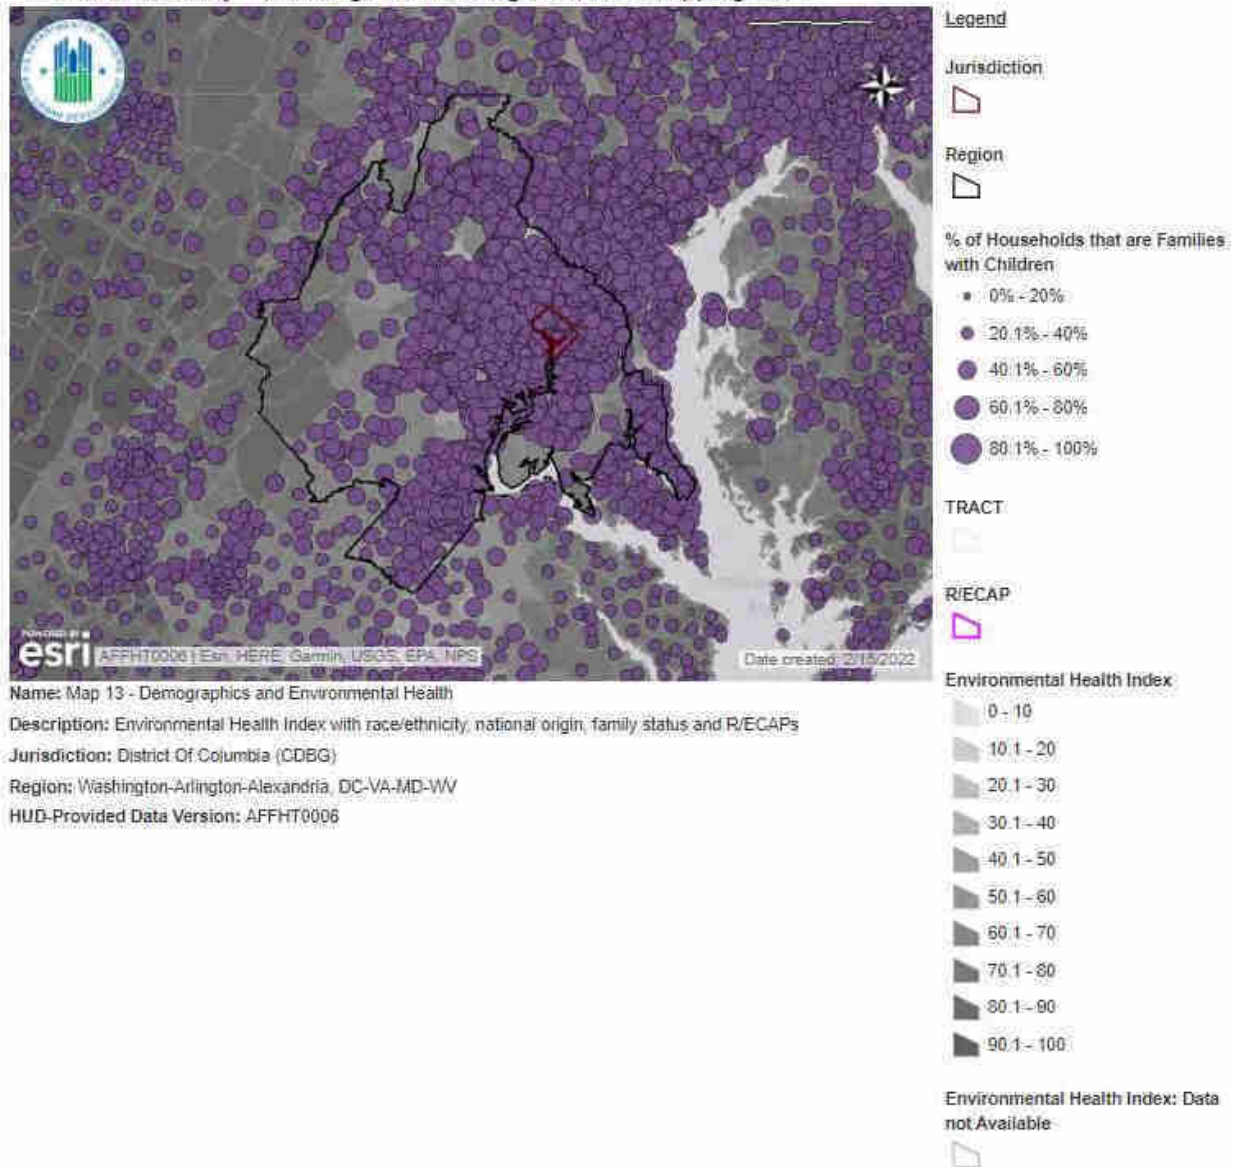 POWERED BY
esri
AFFHT0006 | Esri, HERE, Garmin, USGS, EPA, NPS
Date created: 2/15/2022
Name: Map 13 - Demographics and Environmental Health
Description: Environmental Health Index with race/ethnicity, national origin, family status and R/ECAPs
Jurisdiction: District Of Columbia (CDBG)
Region: Washington-Arlington-Alexandria, DC-VA-MD-WV
HUD-Provided Data Version: AFFHT0006
Legend
Jurisdiction
Region
% of Households that are Families
with Children
0% - 20%
20.1% - 40%
40.1% - 60%
60.1% - 80%
80.1% - 100%
TRACT
R/ECAP
Environmental Health Index
0 - 10
10.1 - 20
20.1 - 30
30.1 - 40
40.1 - 50
50.1 - 60
60.1 - 70
70.1 - 80
80.1 - 90
90.1 - 100
Environmental Health Index: Data
not Available